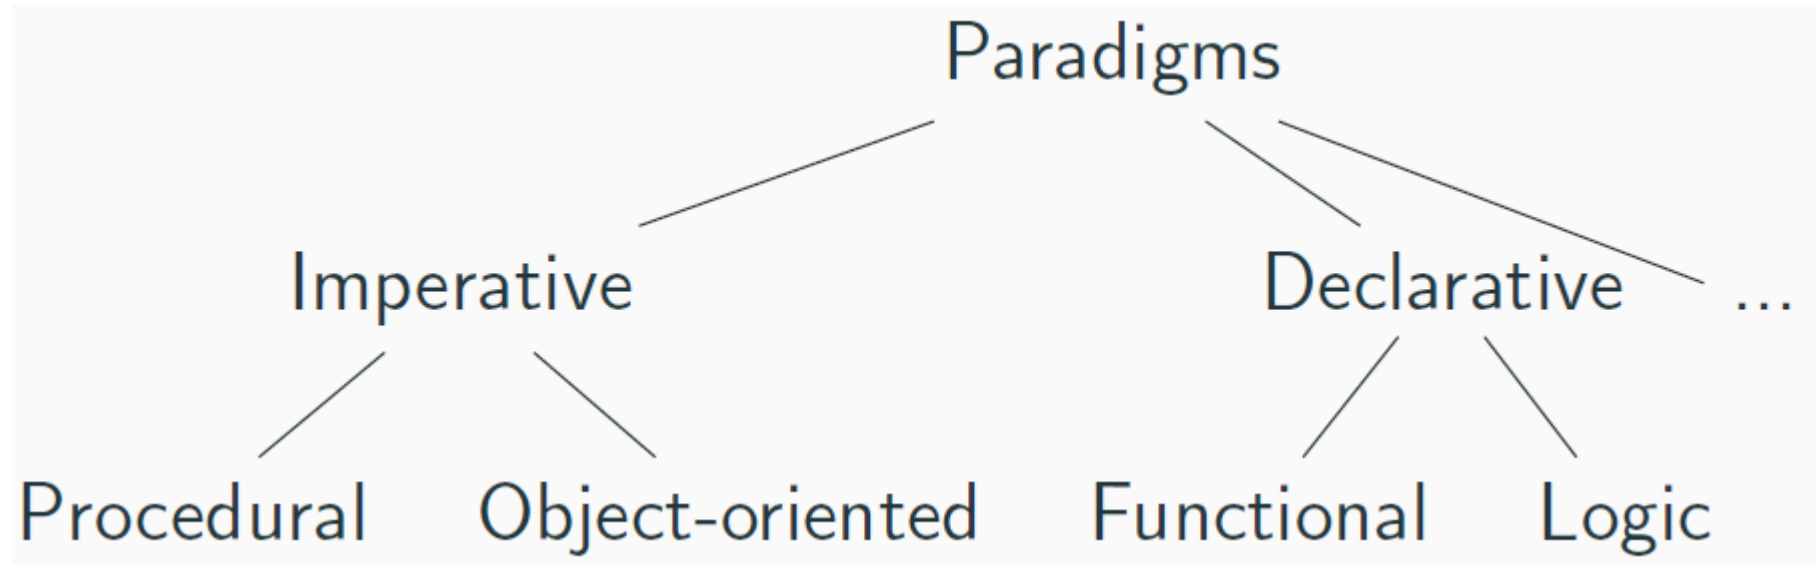 Paradigms
Imperative
Declarative
...
Procedural
Object-oriented
Functional
Logic